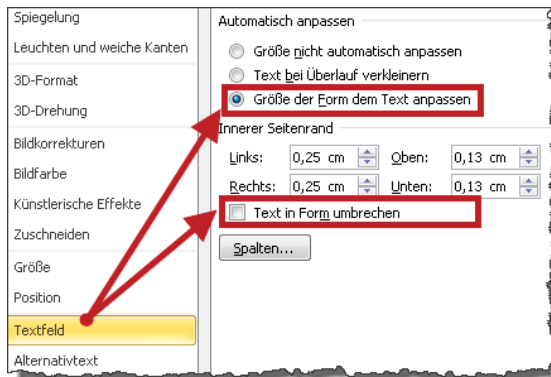 Spiegelung
Leuchten und weiche Kanten
3D-Format
3D-Drehung
Bildkorrekturen
Bildfarbe
Künstlerische Effekte
Zuschneiden
Größe
Position
Textfeld
Alternativtext
Automatisch anpassen
Größe nicht automatisch anpassen
Text bei Überlauf verkleinern
Größe der Form dem Text anpassen
Innerer Seitenrand
Links: 0,25 cm Oben: 0,13 cm
Rechts: 0,25 cm Unten: 0,13 cm
Text in Form umbrechen
Spalten...